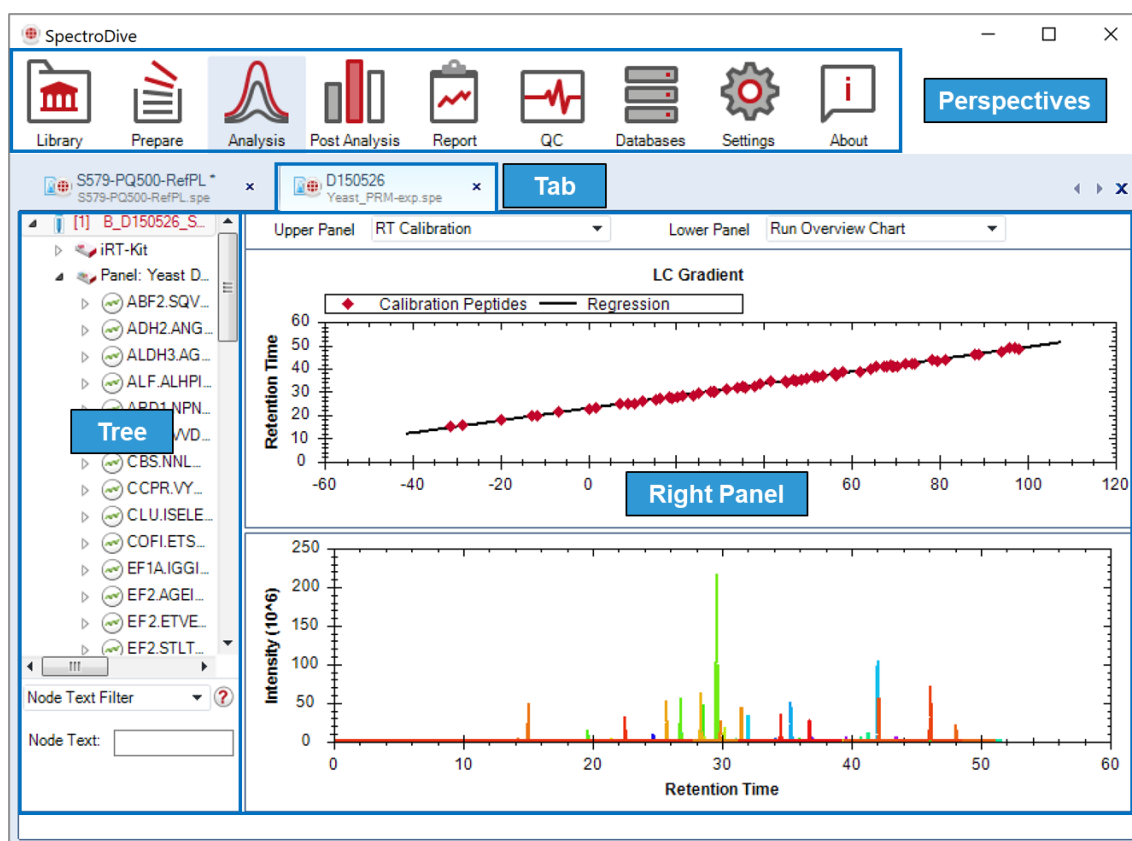 SpectroDive
Library Prepare Analysis Post Analysis Report QC Databases Settings About
Perspectives
S579-PQ500-RefPL *
S579-PQ500-RefPL.spe
D150526
Yeast_PRM-exp.spe
Tab
[1] B_D150526_S...
iRT-Kit
Panel: Yeast D...
ABF2.SQV...
ADH2.ANG...
ALDH3.AG...
ALF.ALHPI...
Tree
CBS.NNL...
CCPR.VY...
CLU.ISELE...
COFI.ETS...
EF1A.IGGI...
EF2.AGEI...
EF2.ETVE...
EF2.STLT...
Node Text Filter ?
Node Text:
Upper Panel RT Calibration Lower Panel Run Overview Chart
LC Gradient
Calibration Peptides Regression
Retention Time
60
50
40
30
20
10
0
-60 -40 -20 0 60 80 100 120
Right Panel
Intensity (10^6)
250
200
150
100
50
0
0 10 20 30 40 50 60
Retention Time